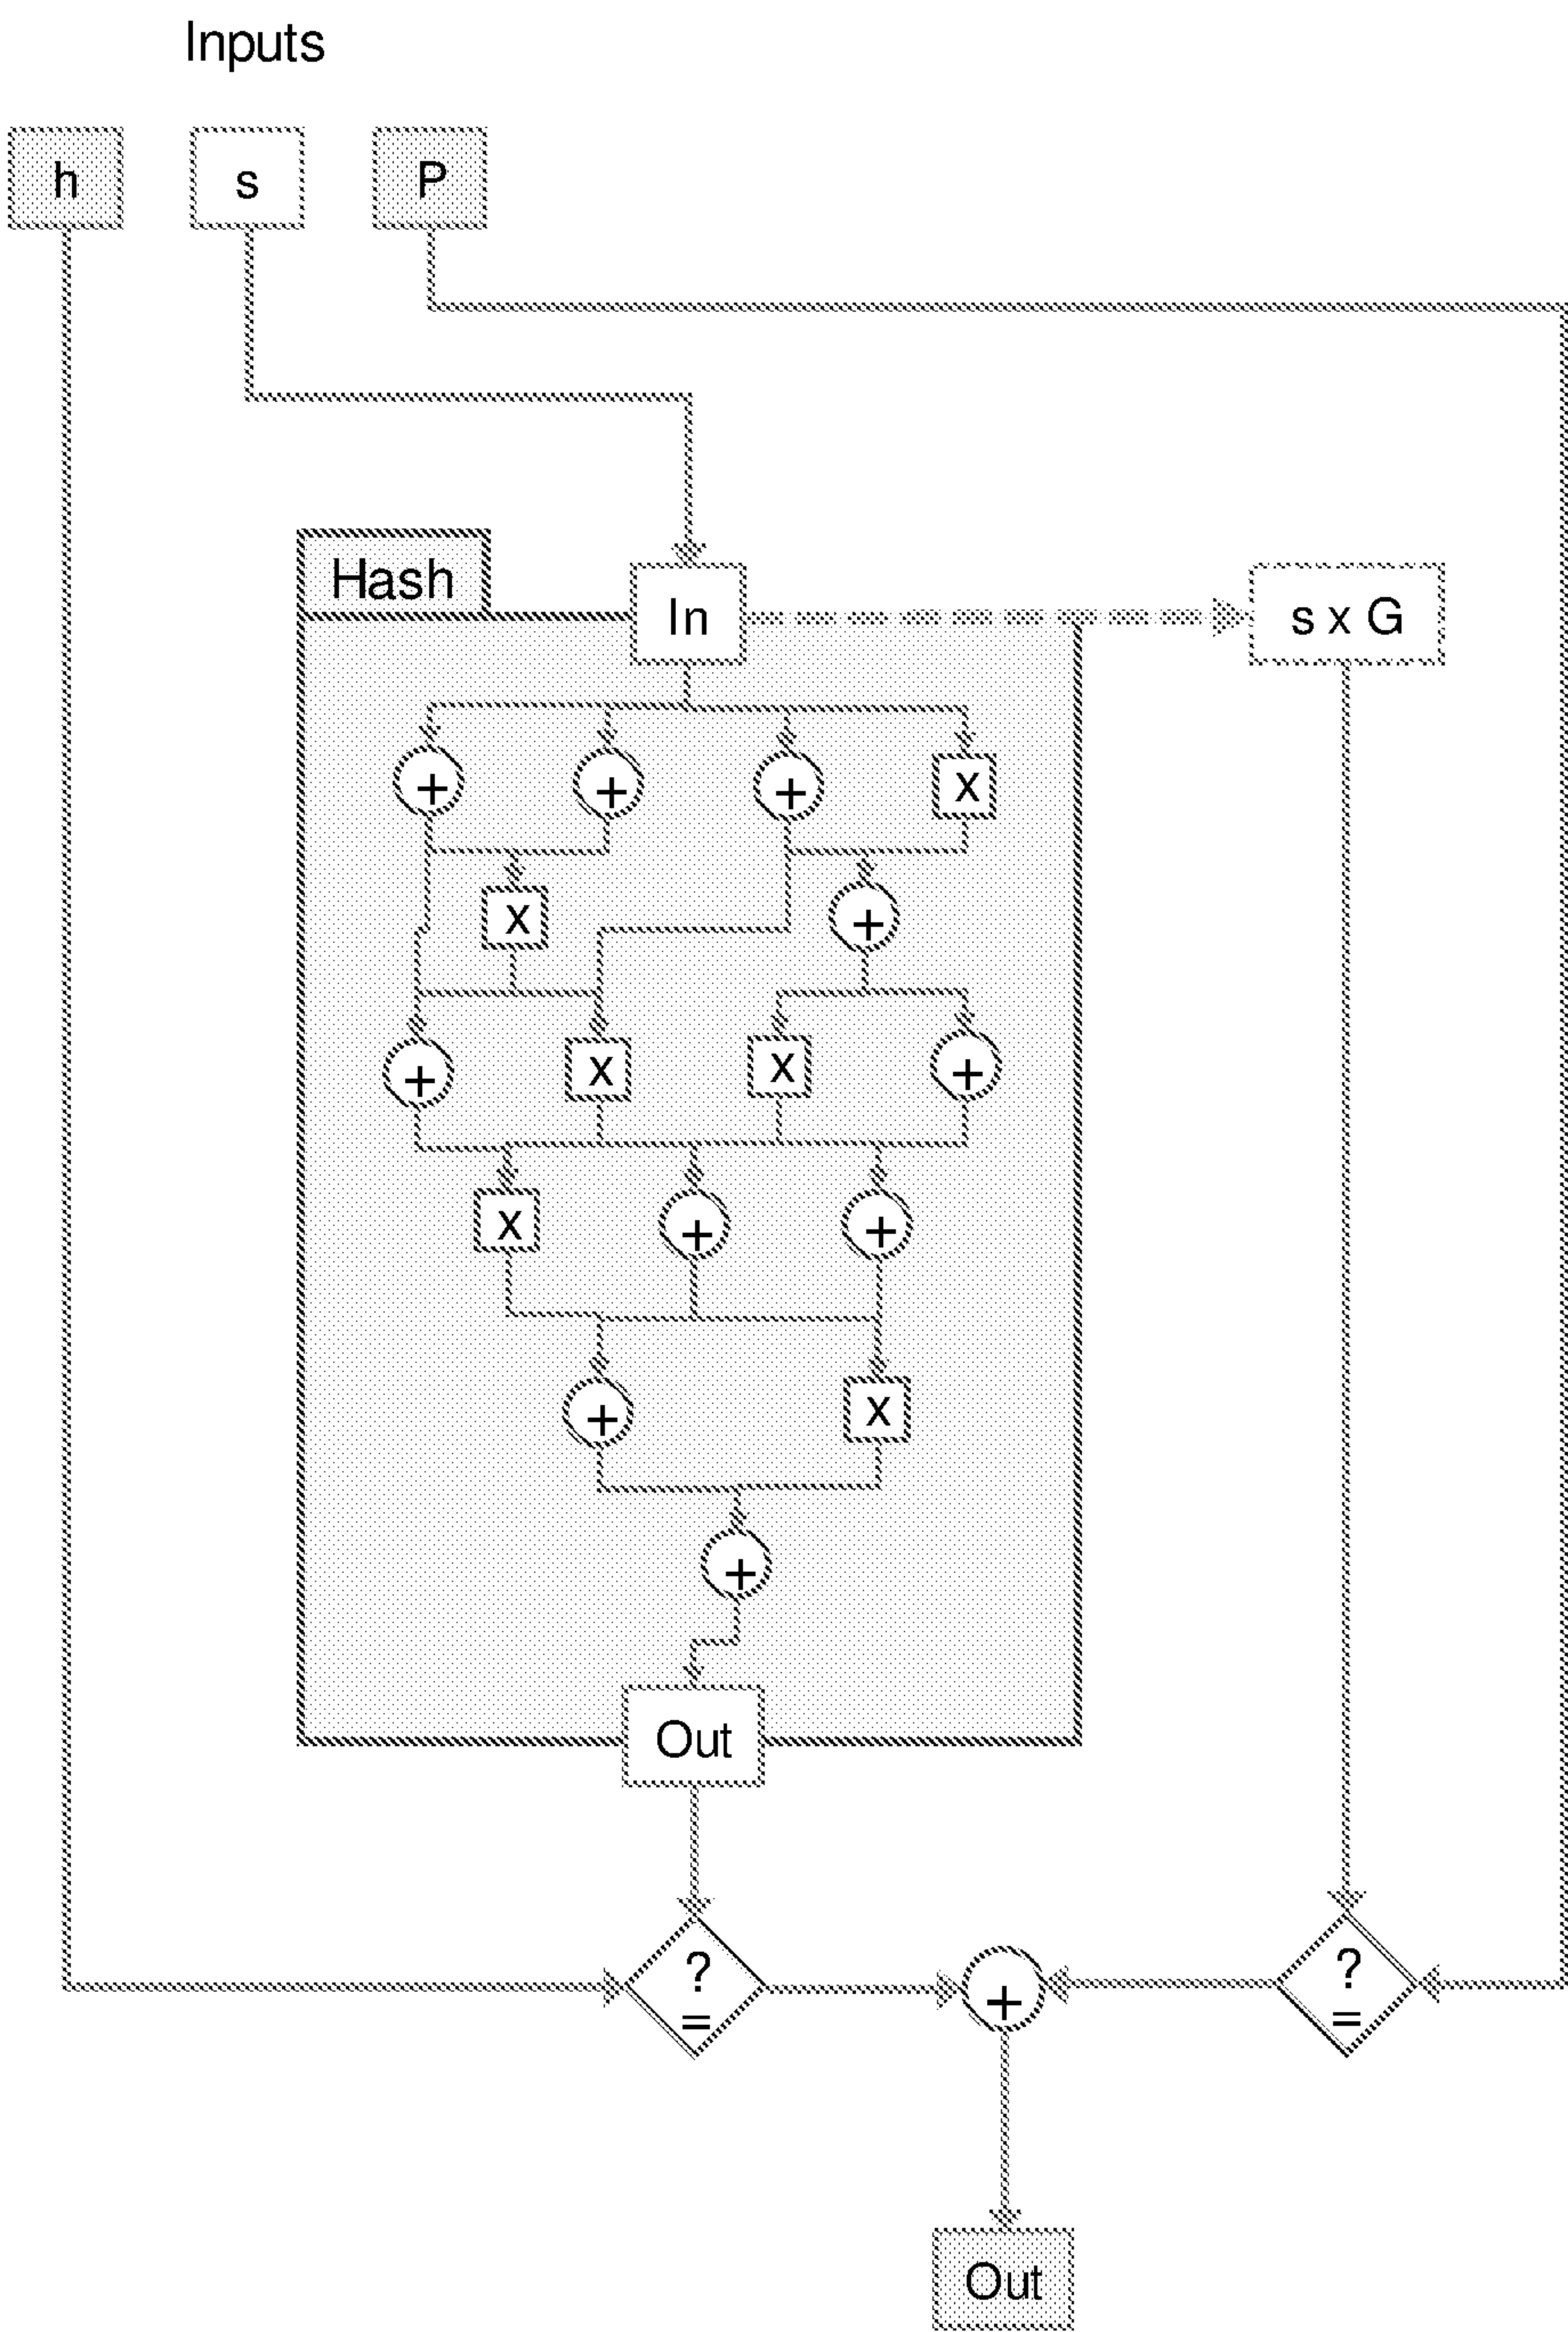 Inputs
h s P
Hash
In
s x G
+ + + x
x +
+ x x +
x + +
+ x
+
Out
? ?
= + =
Out